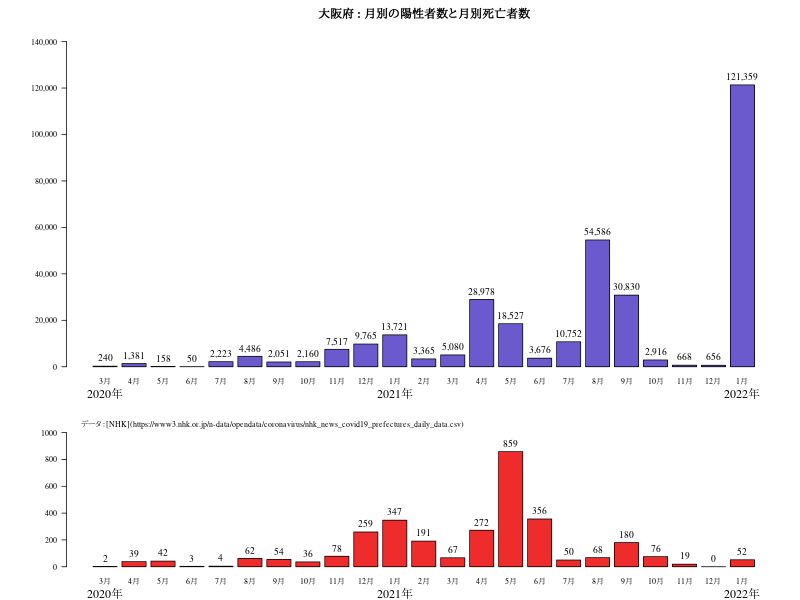 大阪府 : 月別の陽性者数と月別死亡者数
140,000
120,000
100,000
80,000
60,000
40,000
20,000
0
240 1,381 158 50 2,223 4,486 2,051 2,160 7,517 9,765 13,721 3,365 5,080 28,978 18,527 3,676 10,752 54,586 30,830 2,916 668 656 121,359
3月 4月 5月 6月 7月 8月 9月 10月 11月 12月 1月 2月 3月 4月 5月 6月 7月 8月 9月 10月 11月 12月 1月
2020年 2021年 2022年
データ:[NHK](https://www3.nhk.or.jp/n-data/opendata/coronavirus/nhk_news_covid19_prefectures_daily_data.csv)
1000
800
600
400
200
0
2 39 42 3 4 62 54 36 78 259 347 191 67 272 859 356 50 68 180 76 19 0 52
3月 4月 5月 6月 7月 8月 9月 10月 11月 12月 1月 2月 3月 4月 5月 6月 7月 8月 9月 10月 11月 12月 1月
2020年 2021年 2022年